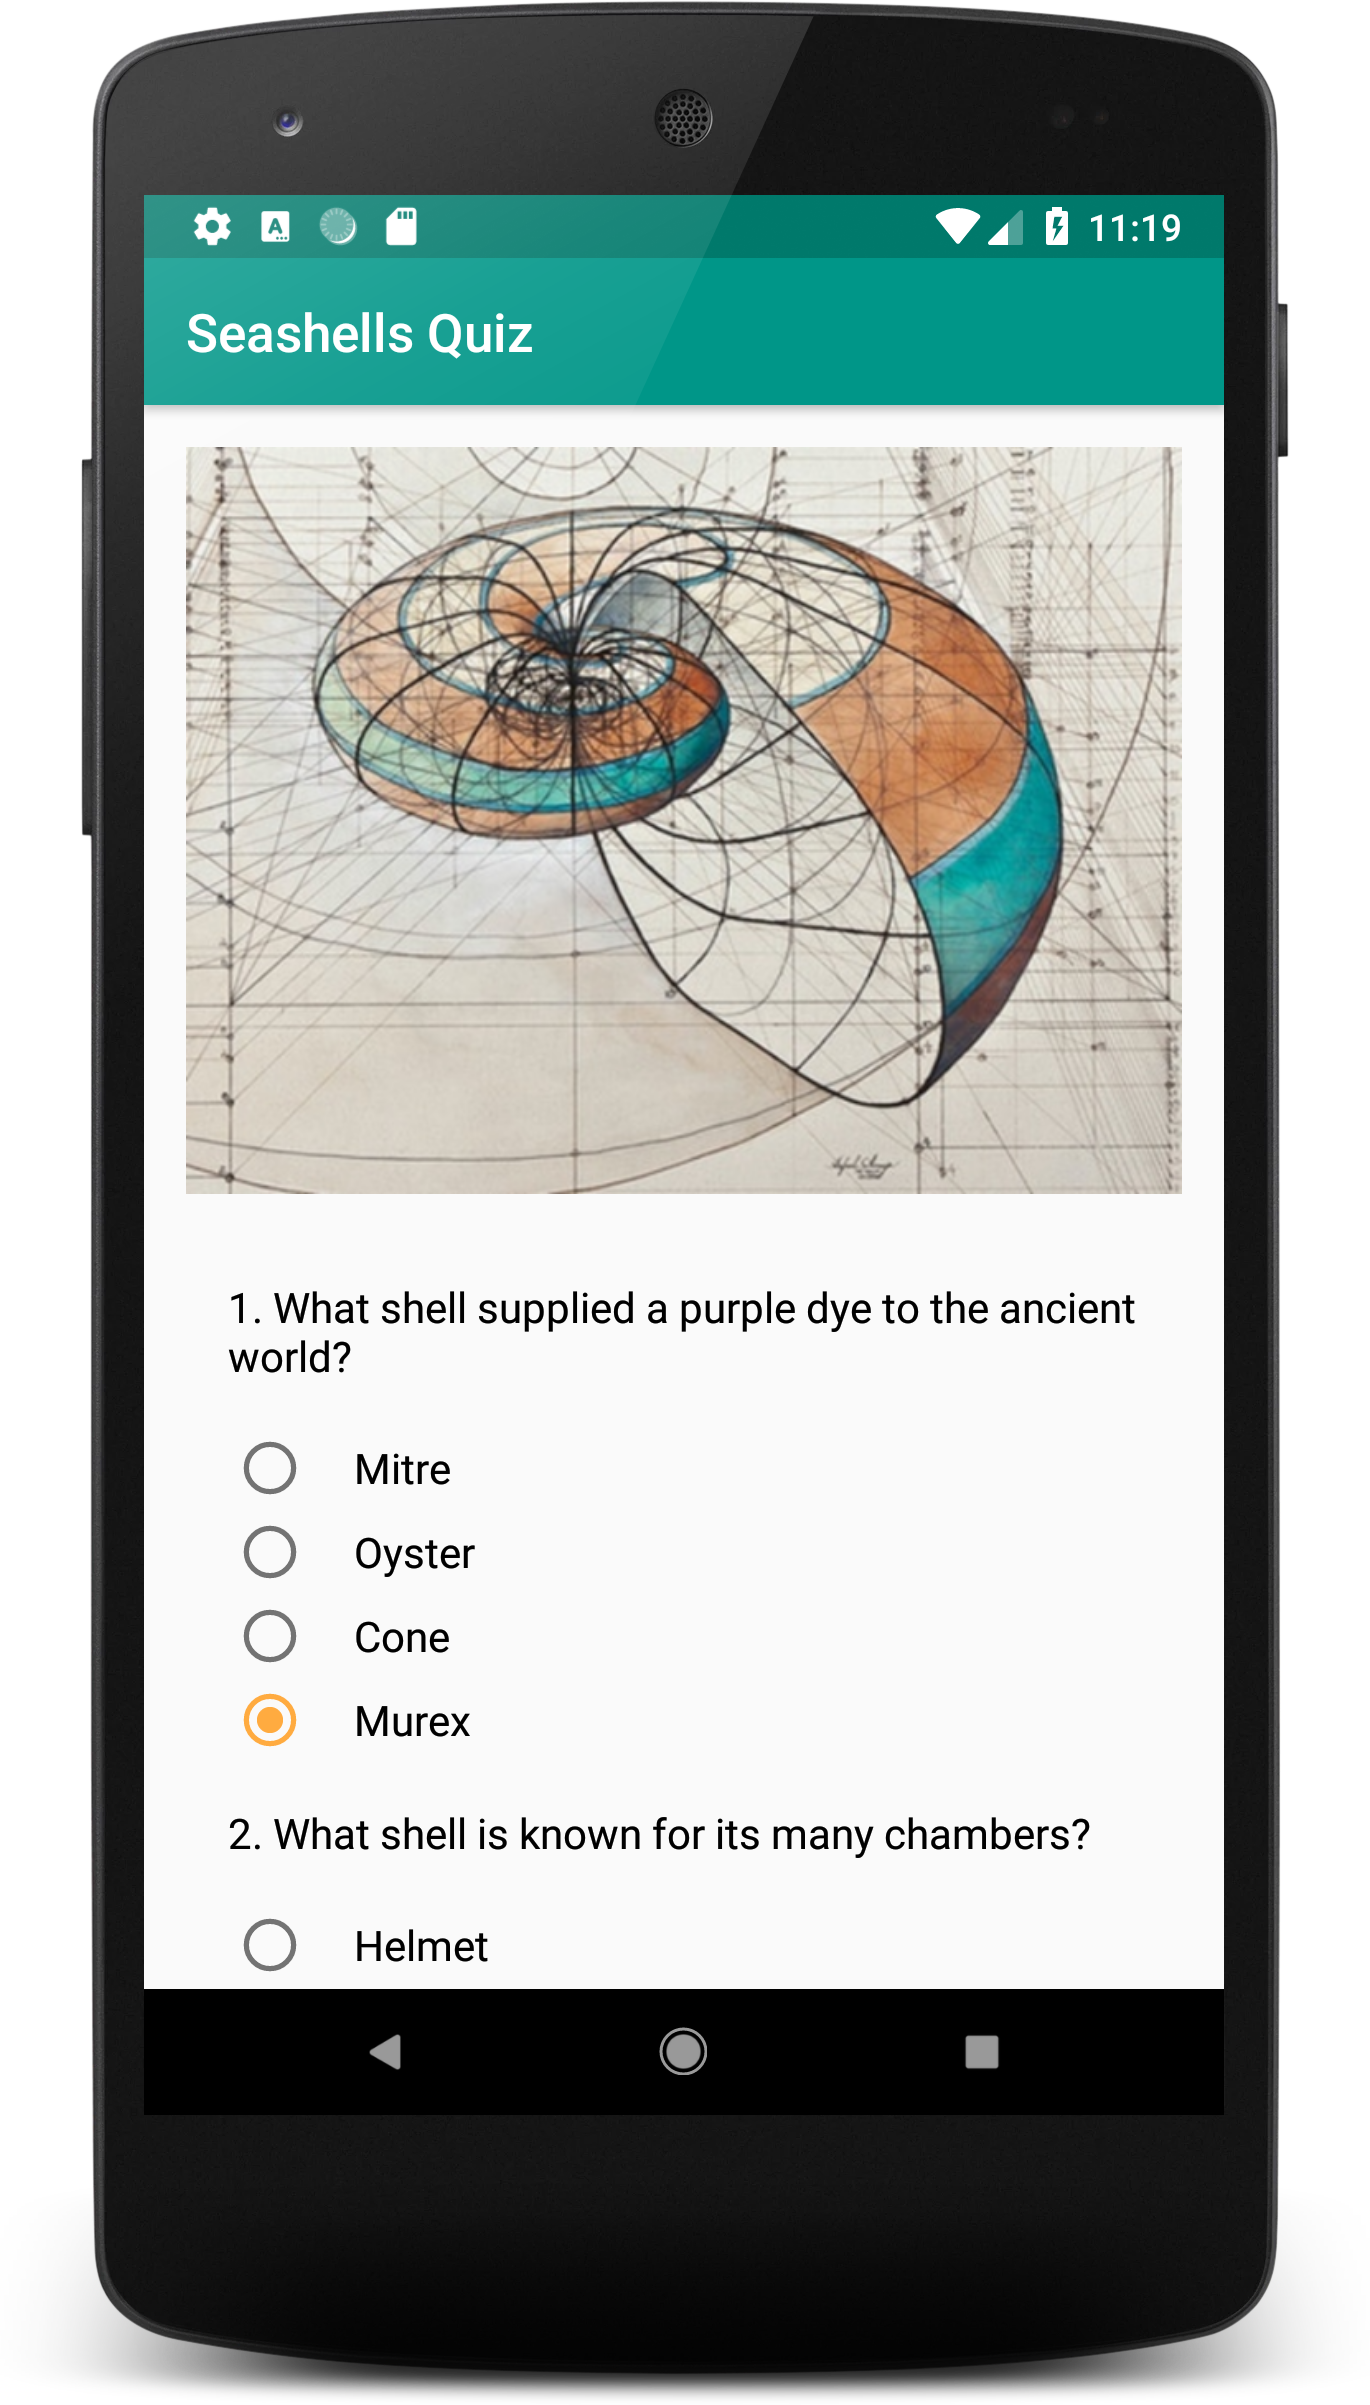 11:19
Seashells Quiz
1. What shell supplied a purple dye to the ancient
world?
Mitre
Oyster
Cone
Murex
2. What shell is known for its many chambers?
Helmet